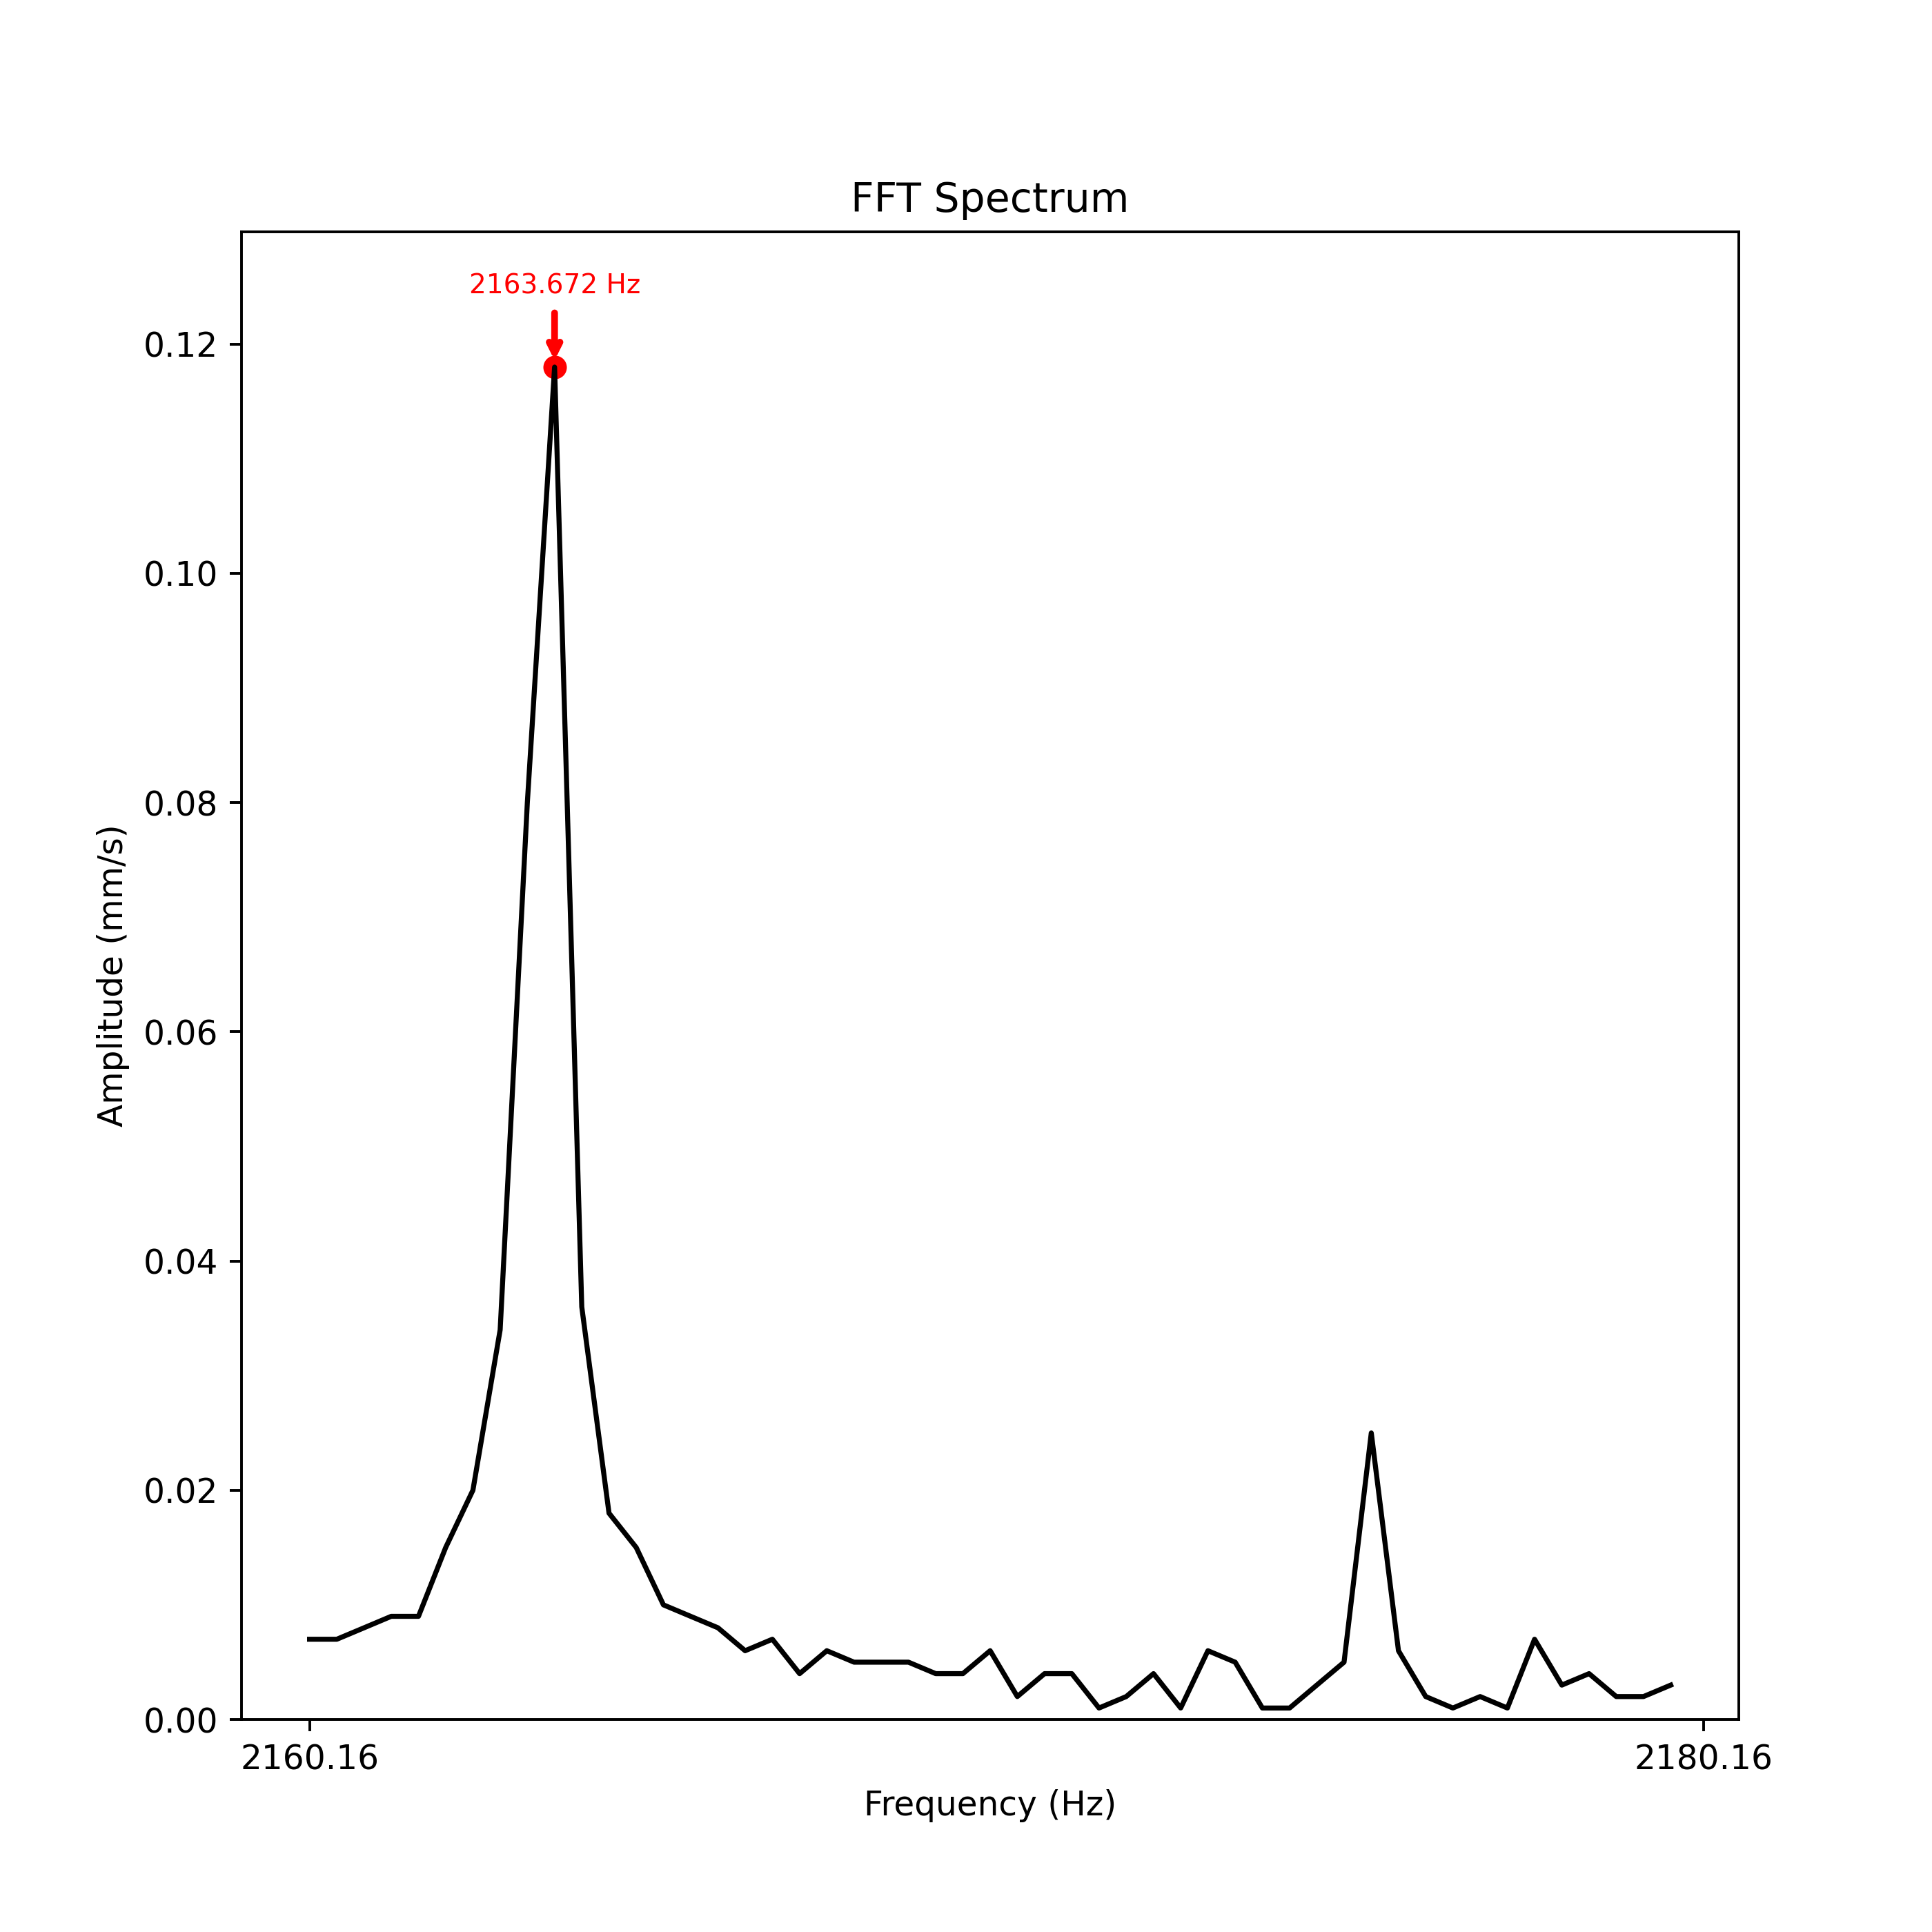 FFT Spectrum
2163.672 Hz
0.12
0.10
0.08
0.06
0.04
0.02
0.00
Amplitude (mm/s)
2160.16
2180.16
Frequency (Hz)